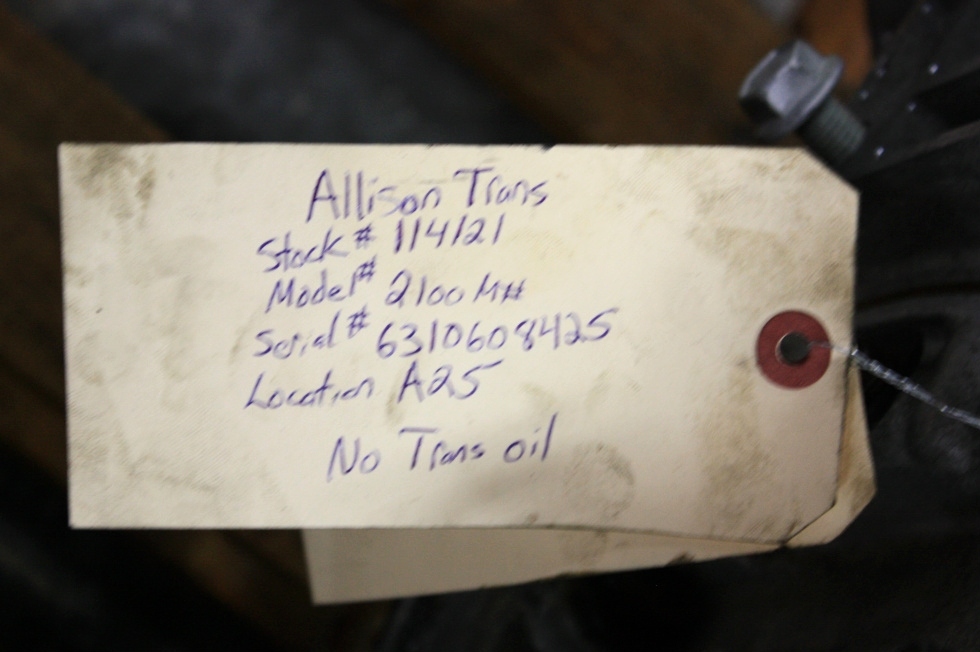 Allison Trans
Stock # 114121
Model # 2100 MH
Serial # 6310608425
Location A25
No Trans oil